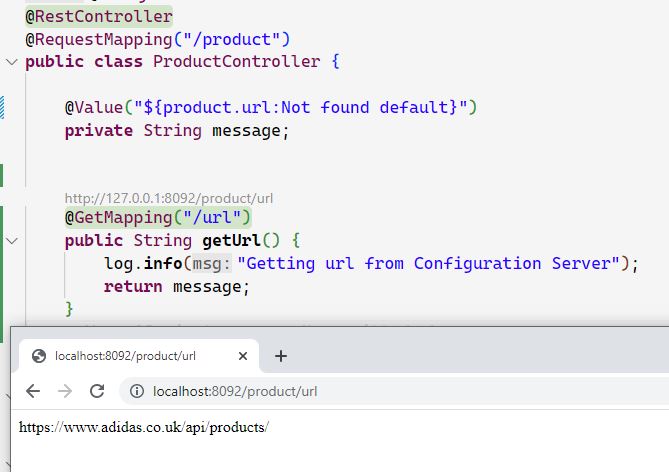 @RestController
@RequestMapping("/product")
public class ProductController {
@Value("${product.url:Not found default}")
private String message;
http://127.0.0.1:8092/product/url
@GetMapping("/url")
public String getUrl() {
log.info( msg: "Getting url from Configuration Server");
return message;
}
localhost:8092/product/url
localhost:8092/product/url
https://www.adidas.co.uk/api/products/